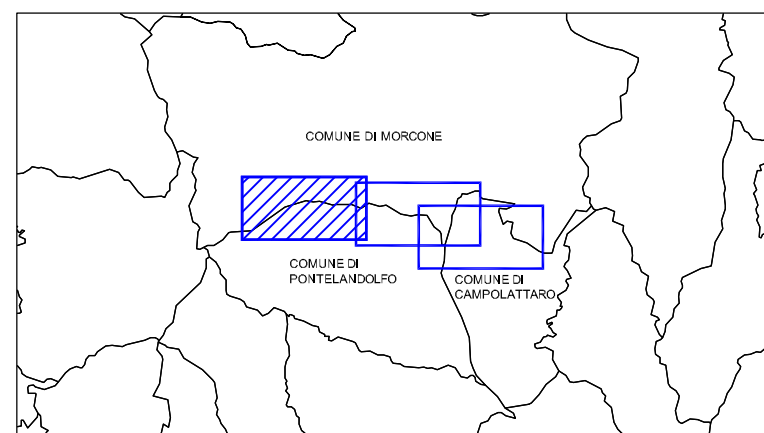 COMUNE DI MORCONE
COMUNE DI
PONTELANDOLFO
COMUNE DI
CAMPOLATTARO